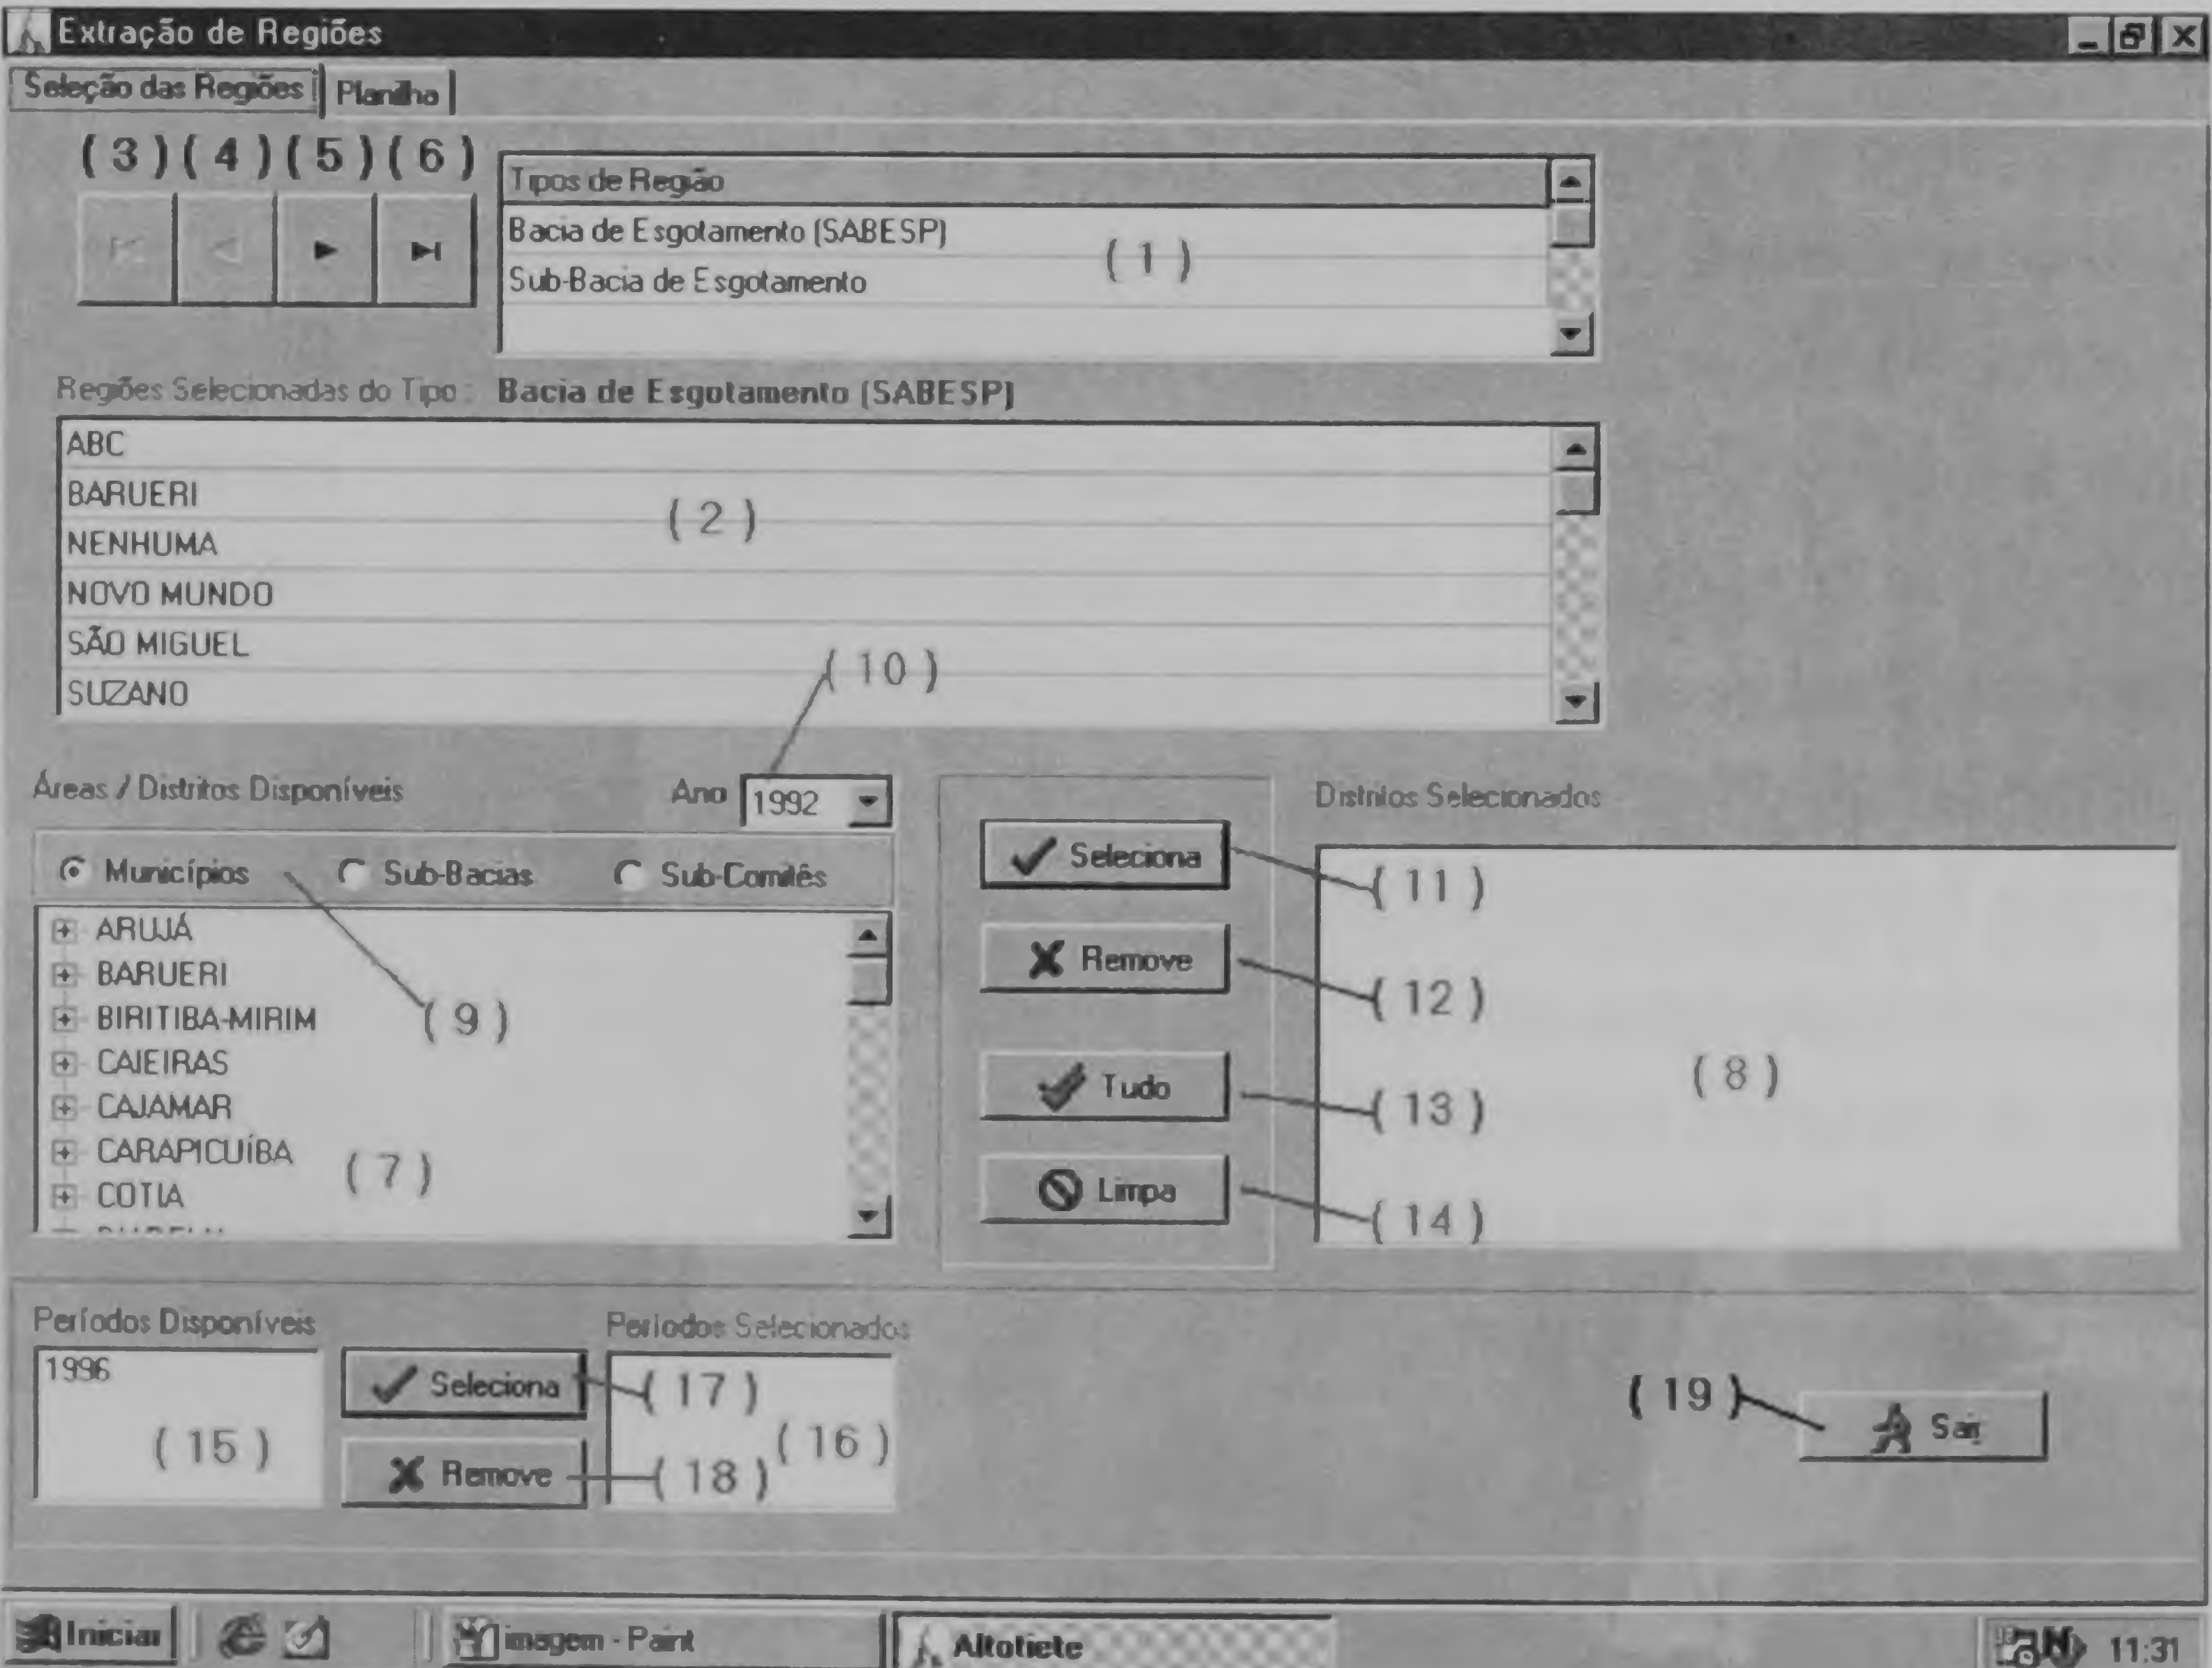 Extração de Regiões
Seleção das Regiões Planilha
(3) (4) (5) (6)
Tipos de Região
Bacia de Esgotamento (SABESP)
(1)
Sub-Bacia de Esgotamento
Regiões Selecionadas do Tipo : Bacia de Esgotamento (SABESP)
ABC
BARUERI
(2)
NENHUMA
NOVO MUNDO
SÃO MIGUEL
(10)
SUZANO
Áreas / Distritos Disponíveis Ano 1992
Distritos Selecionados
Municípios Sub-Bacias Sub-Comitês
ARUJÁ
BARUERI
BIRITIBA-MIRIM (9)
CAIEIRAS
CAJAMAR
CARAPICUÍBA (7)
COTIA
Seleciona (11)
Remove (12)
(8)
Tudo (13)
Limpa (14)
Períodos Disponíveis
1996
(15)
Seleciona (17)
Remove (18)
Períodos Selecionados
(16)
(19) Sair
Iniciar imagem - Paint Altotiete 11:31